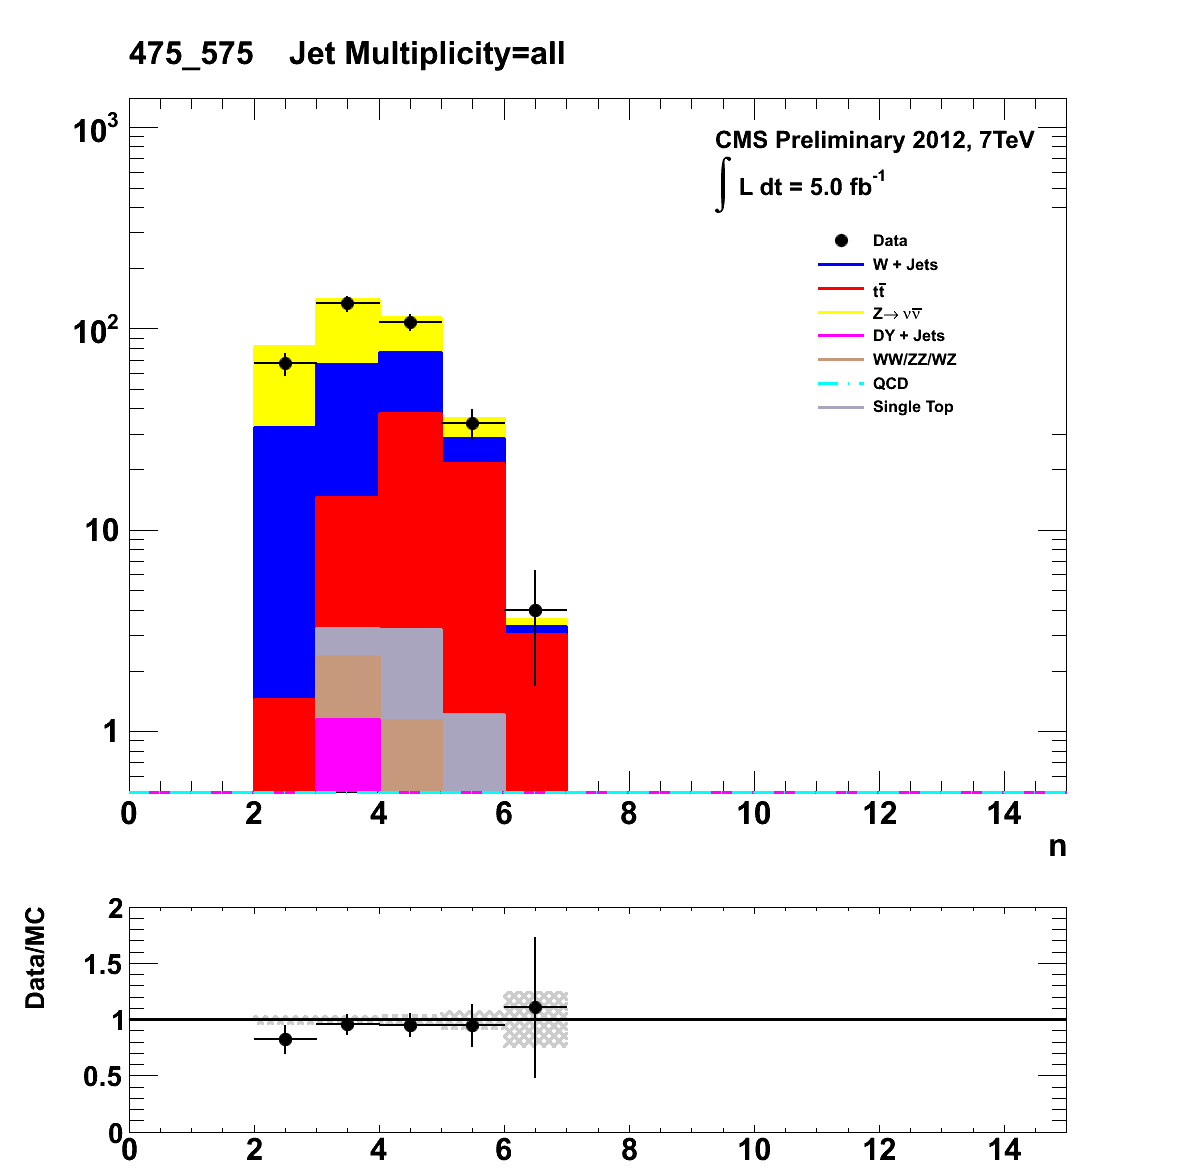 475_575    Jet Multiplicity=all
10³
CMS Preliminary 2012, 7TeV
∫ L dt = 5.0 fb⁻¹
Data
W + Jets
tt̅
Z→ νν̅
DY + Jets
WW/ZZ/WZ
QCD
Single Top
10²
10
1
0 2 4 6 8 10 12 14
n
Data/MC
2
1.5
1
0.5
0
0 2 4 6 8 10 12 14